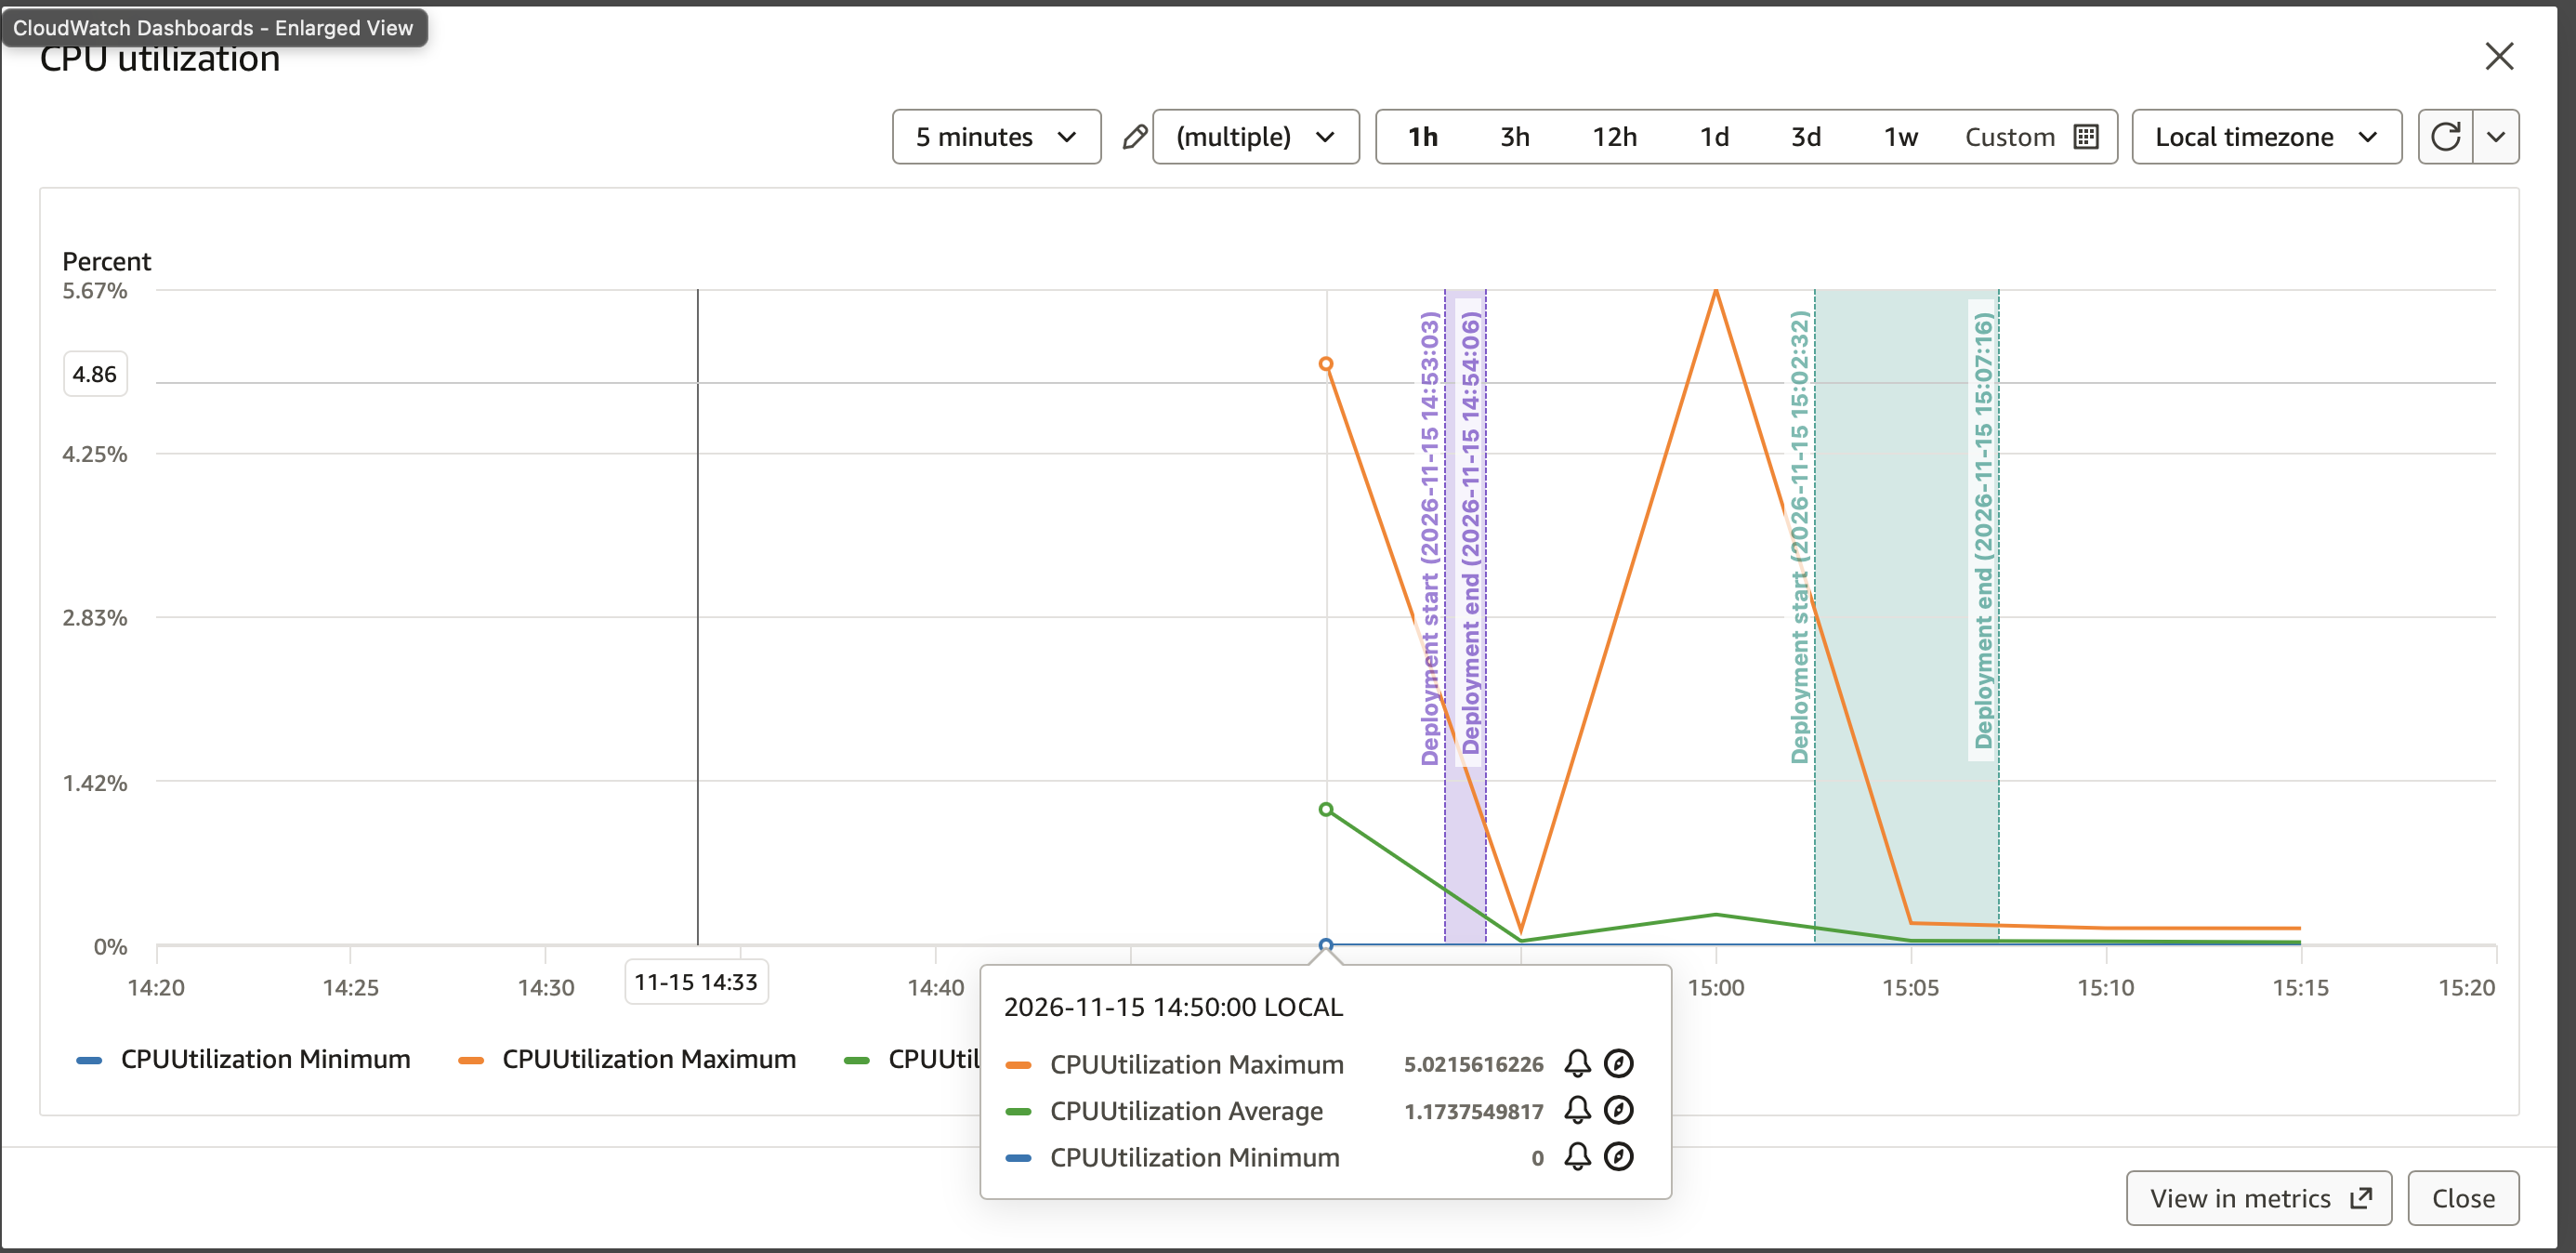 CloudWatch Dashboards - Enlarged View
CPU utilization
5 minutes
(multiple)
1h 3h 12h 1d 3d 1w Custom
Local timezone
Percent
5.67%
4.86
4.25%
2.83%
1.42%
0%
Deployment start (2026-11-15 14:53:03)
Deployment end (2026-11-15 14:54:06)
Deployment start (2026-11-15 15:02:32)
Deployment end (2026-11-15 15:07:16)
14:20 14:25 14:30 11-15 14:33 14:40 15:00 15:05 15:10 15:15 15:20
CPUUtilization Minimum CPUUtilization Maximum CPUUtil
2026-11-15 14:50:00 LOCAL
CPUUtilization Maximum 5.0215616226
CPUUtilization Average 1.1737549817
CPUUtilization Minimum 0
View in metrics
Close